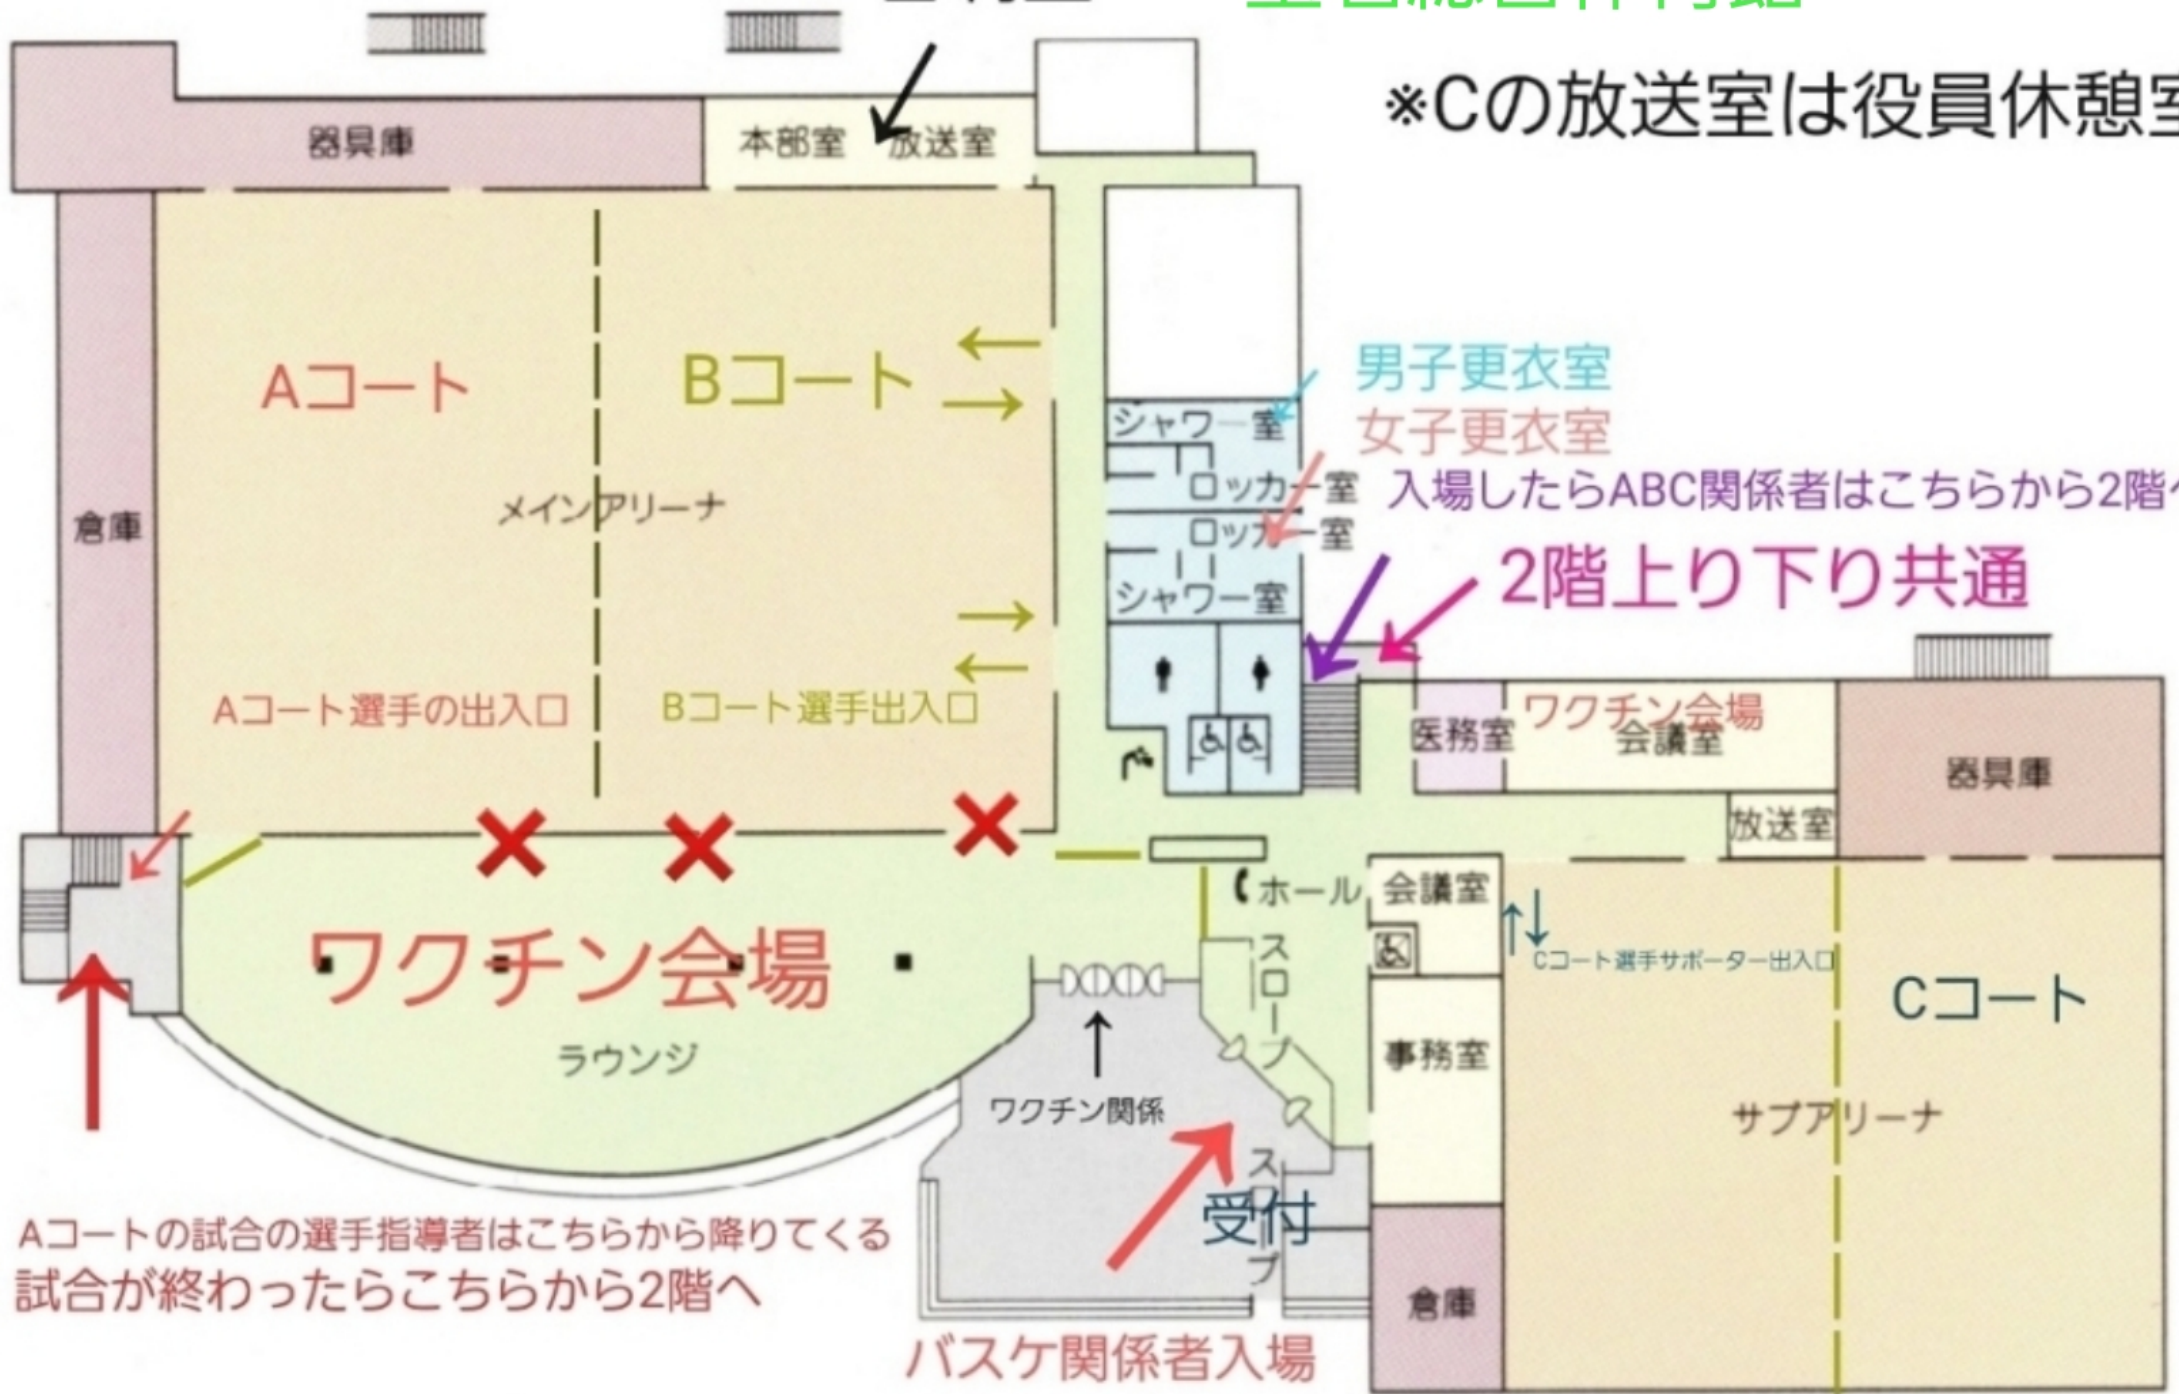 ※Cの放送室は役員休憩室
器具庫
本部室
放送室
Aコート
Bコート
メインアリーナ
倉庫
シャワー室
ロッカー室
ロッカー室
シャワー室
男子更衣室
女子更衣室
入場したらABC関係者はこちらから2階へ
2階上り下り共通
Aコート選手の出入口
Bコート選手出入口
医務室
ワクチン会場
会議室
器具庫
放送室
ホール
会議室
Cコート選手サポーター出入口
Cコート
ワクチン会場
ラウンジ
スロープ
ワクチン関係
事務室
サブアリーナ
スロープ
受付
倉庫
Aコートの試合の選手指導者はこちらから降りてくる
試合が終わったらこちらから2階へ
バスケ関係者入場